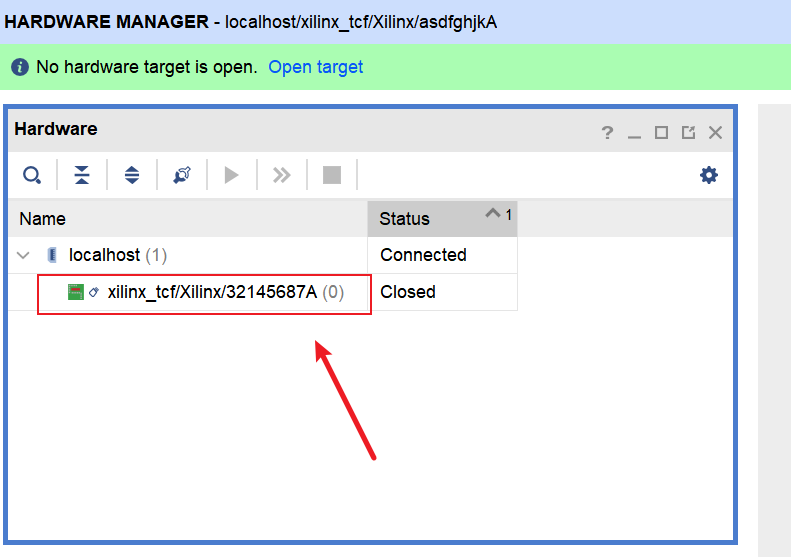 HARDWARE MANAGER - localhost/xilinx_tcf/Xilinx/asdfghjkA
No hardware target is open. Open target
Hardware
Name Status 1
localhost (1) Connected
xilinx_tcf/Xilinx/32145687A (0) Closed